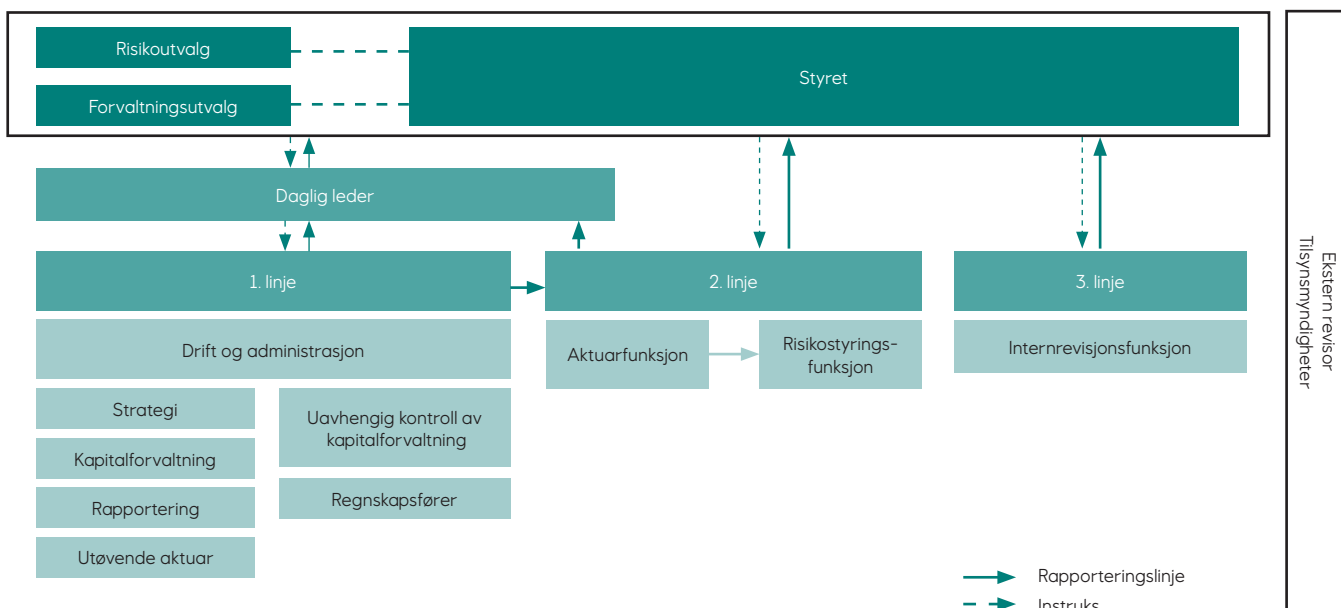 Risikoutvalg
Forvaltningsutvalg
Styret
Daglig leder
1. linje
2. linje
3. linje
Drift og administrasjon
Strategi
Kapitalforvaltning
Rapportering
Utøvende aktuar
Uavhengig kontroll av
kapitalforvaltning
Regnskapsfører
Aktuarfunksjon
Risikostyrings-
funksjon
Internrevisjonsfunksjon
Ekstern revisor
Tilsynsmyndigheter
Rapporteringslinje
Instruks